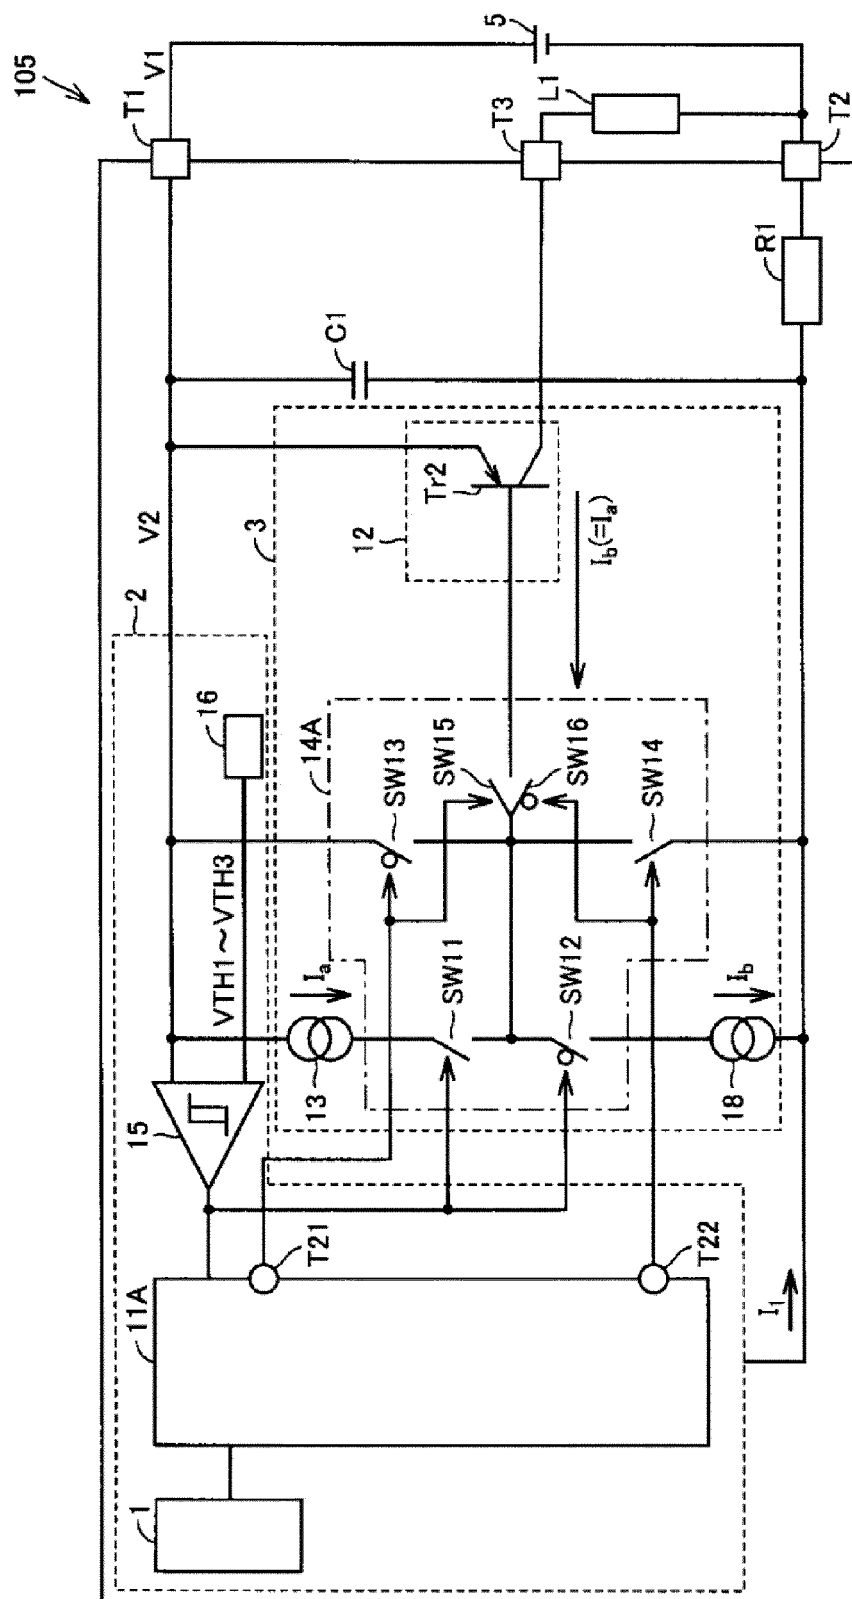 105
T1
V1
5
T3
L1
T2
R1
C1
V2
3
12
Tr2
Ib(=Ia)
2
16
14A
SW13
SW15
SW16
SW14
VTH1~VTH3
Ia
SW11
SW12
Ib
15
13
18
T21
T22
11A
I1
1